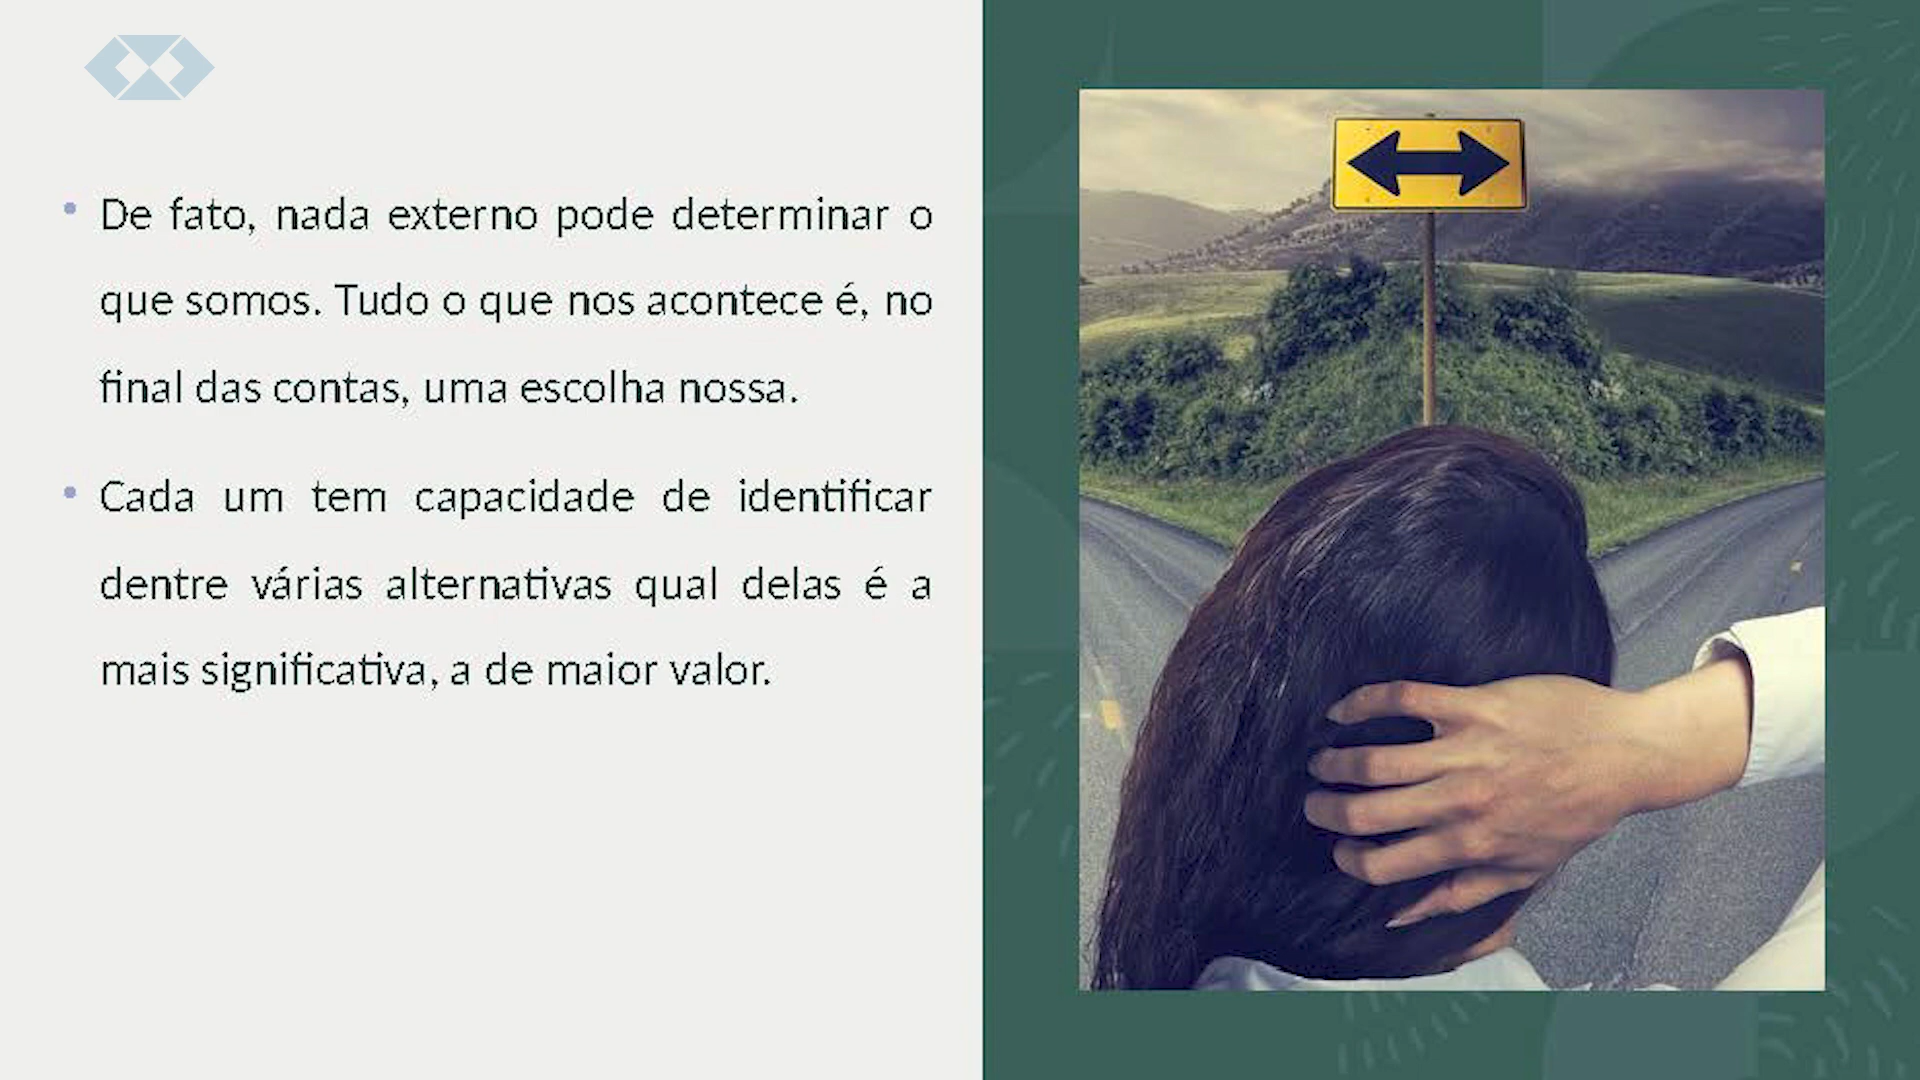 De fato, nada externo pode determinar o
que somos. Tudo o que nos acontece é, no
final das contas, uma escolha nossa.
Cada um tem capacidade de identificar
dentre várias alternativas qual delas é a
mais significativa, a de maior valor.